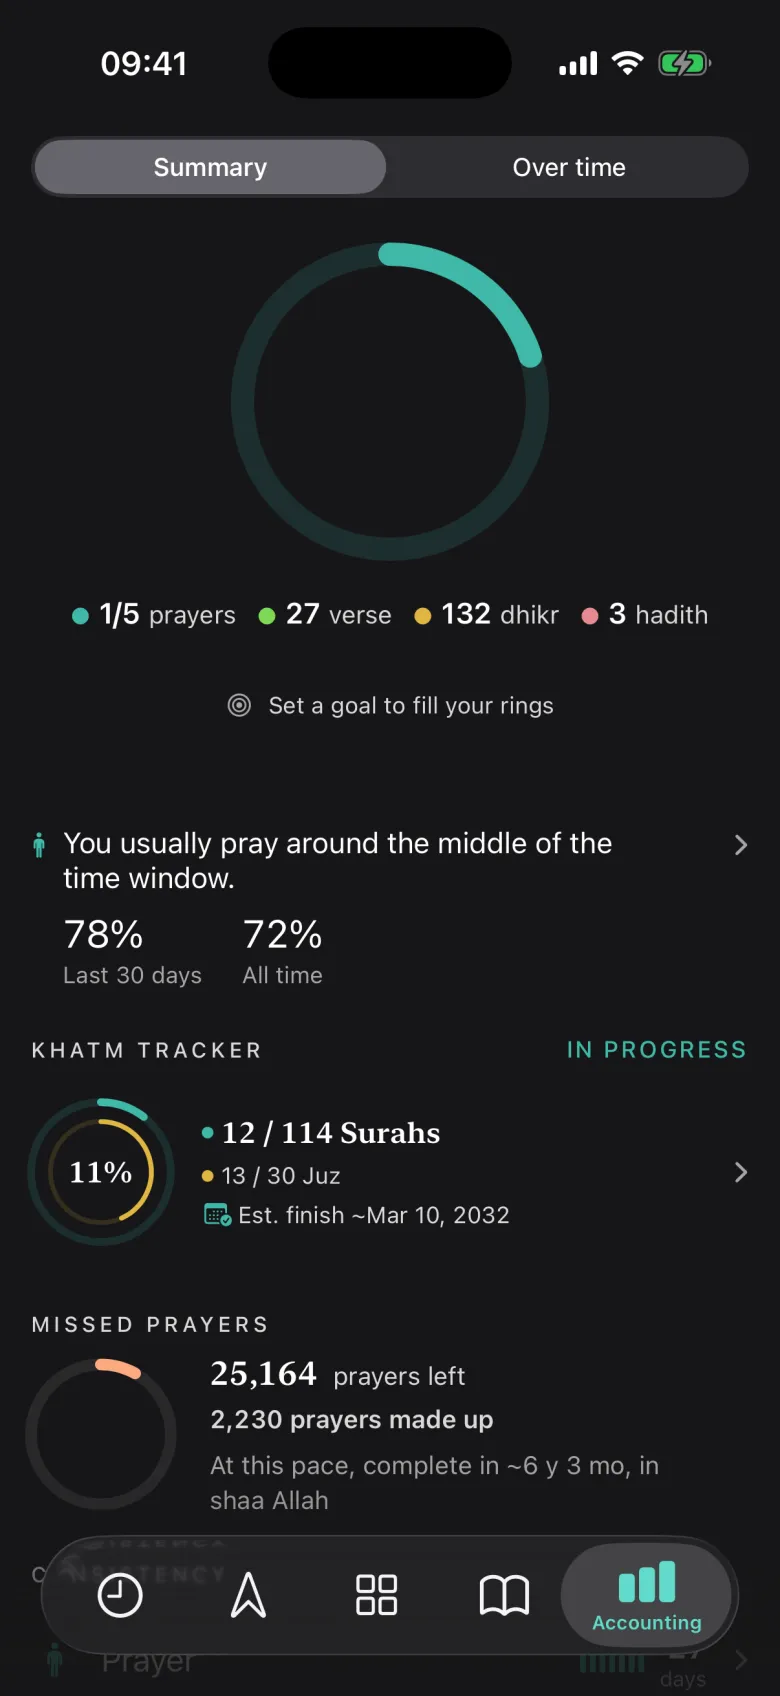 09:41
Summary
Over time
1/5 prayers 27 verse 132 dhikr 3 hadith
Set a goal to fill your rings
You usually pray around the middle of the
time window.
78% 72%
Last 30 days All time
KHATM TRACKER IN PROGRESS
12 / 114 Surahs
11%
13 / 30 Juz
Est. finish ~Mar 10, 2032
MISSED PRAYERS
25,164 prayers left
2,230 prayers made up
At this pace, complete in ~6 y 3 mo, in
shaa Allah
Accounting
Prayer
days